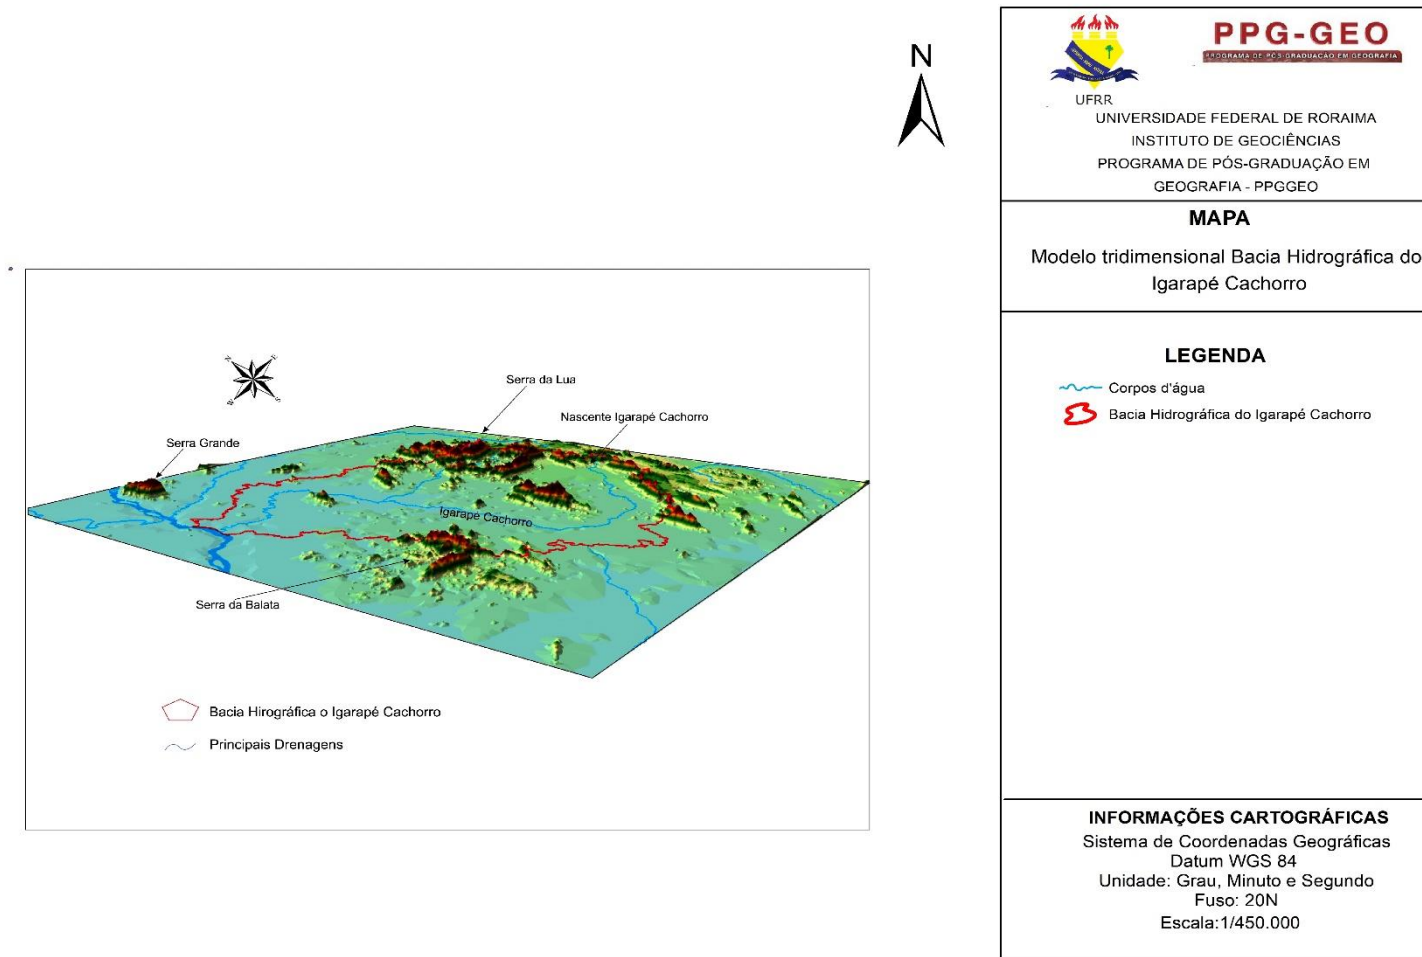 N
N
E
W
S
Serra da Lua
Nascente Igarapé Cachorro
Serra Grande
Igarapé Cachorro
Serra da Balata
Bacia Hirográfica o Igarapé Cachorro
Principais Drenagens
PPG-GEO
PROGRAMA DE PÓS-GRADUAÇÃO EM GEOGRAFIA
UFRR
UNIVERSIDADE FEDERAL DE RORAIMA
INSTITUTO DE GEOCIÊNCIAS
PROGRAMA DE PÓS-GRADUAÇÃO EM
GEOGRAFIA - PPGGEO
MAPA
Modelo tridimensional Bacia Hidrográfica do
Igarapé Cachorro
LEGENDA
Corpos d'água
Bacia Hidrográfica do Igarapé Cachorro
INFORMAÇÕES CARTOGRÁFICAS
Sistema de Coordenadas Geográficas
Datum WGS 84
Unidade: Grau, Minuto e Segundo
Fuso: 20N
Escala:1/450.000